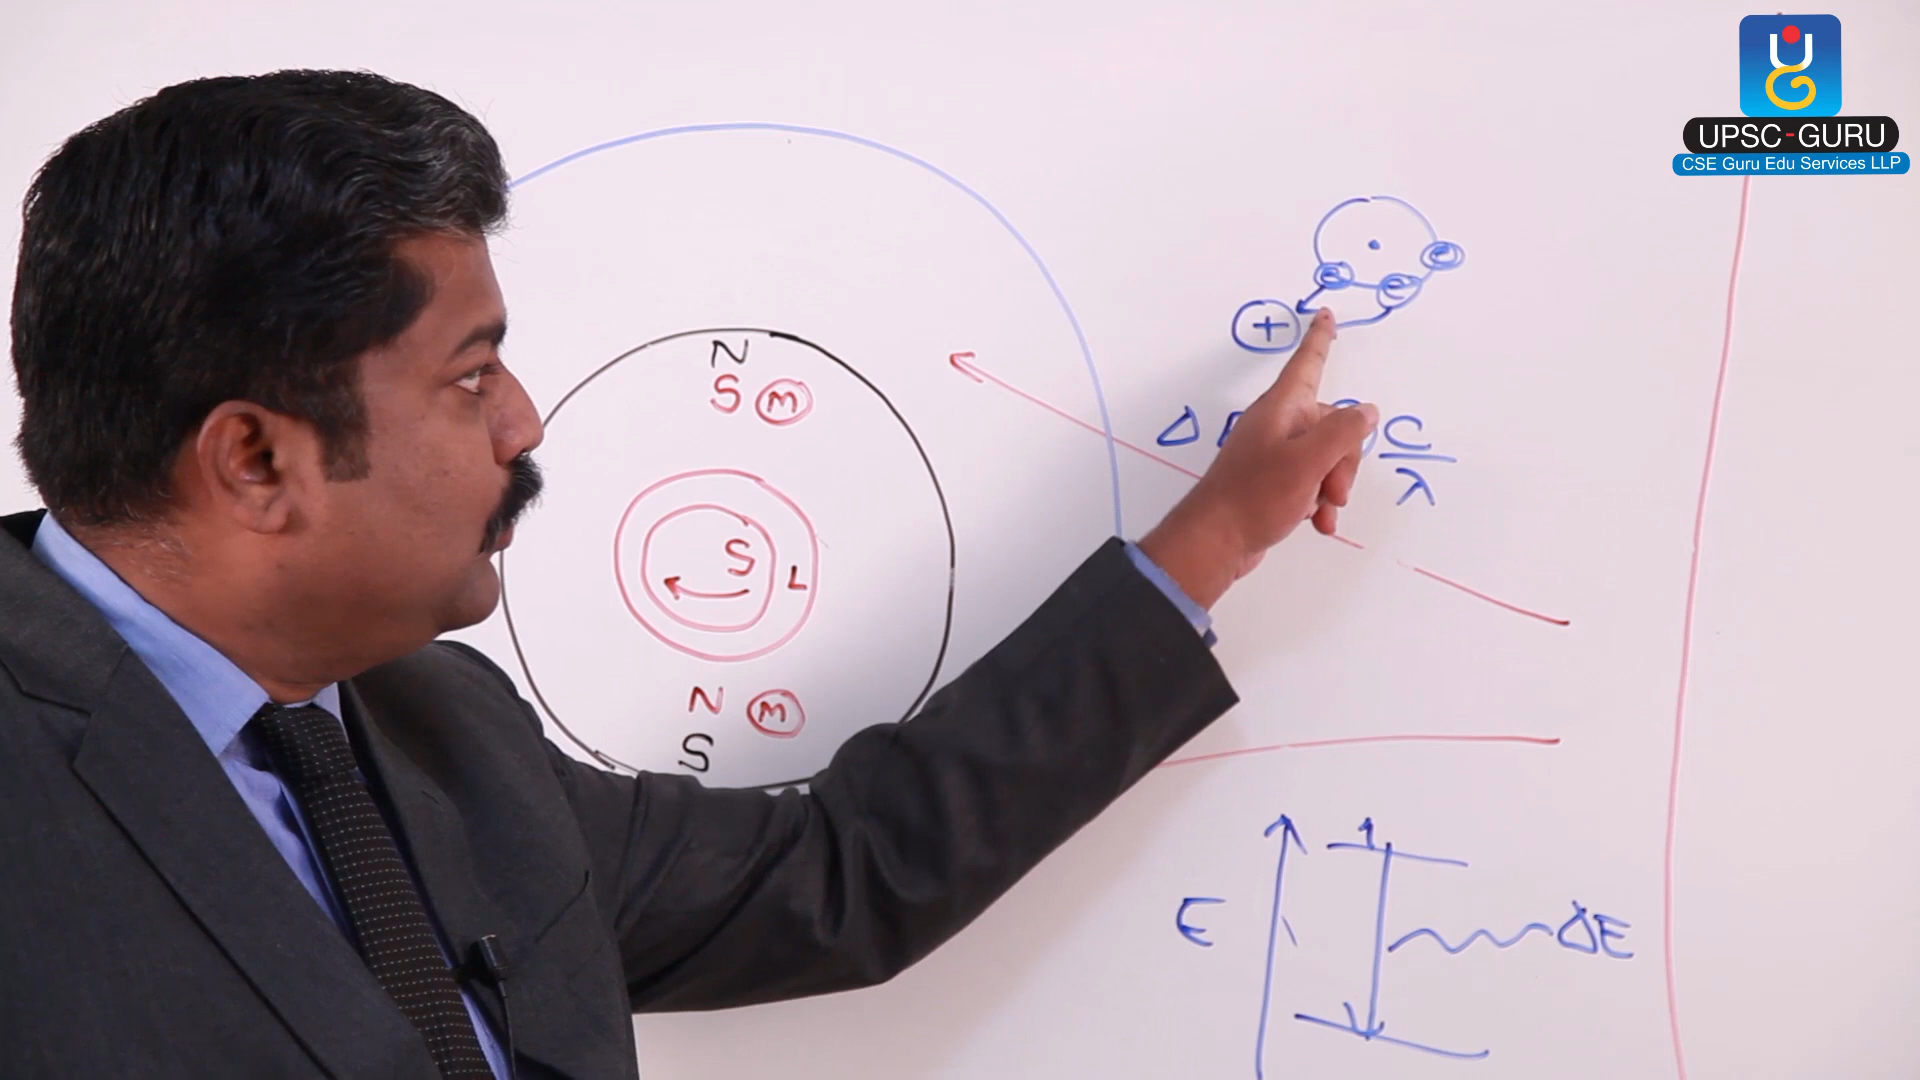 UPSC-GURU
CSE Guru Edu Services LLP
e
e
e
+
N
S M
Δ
C
λ
S
L
N M
S
E
ΔE